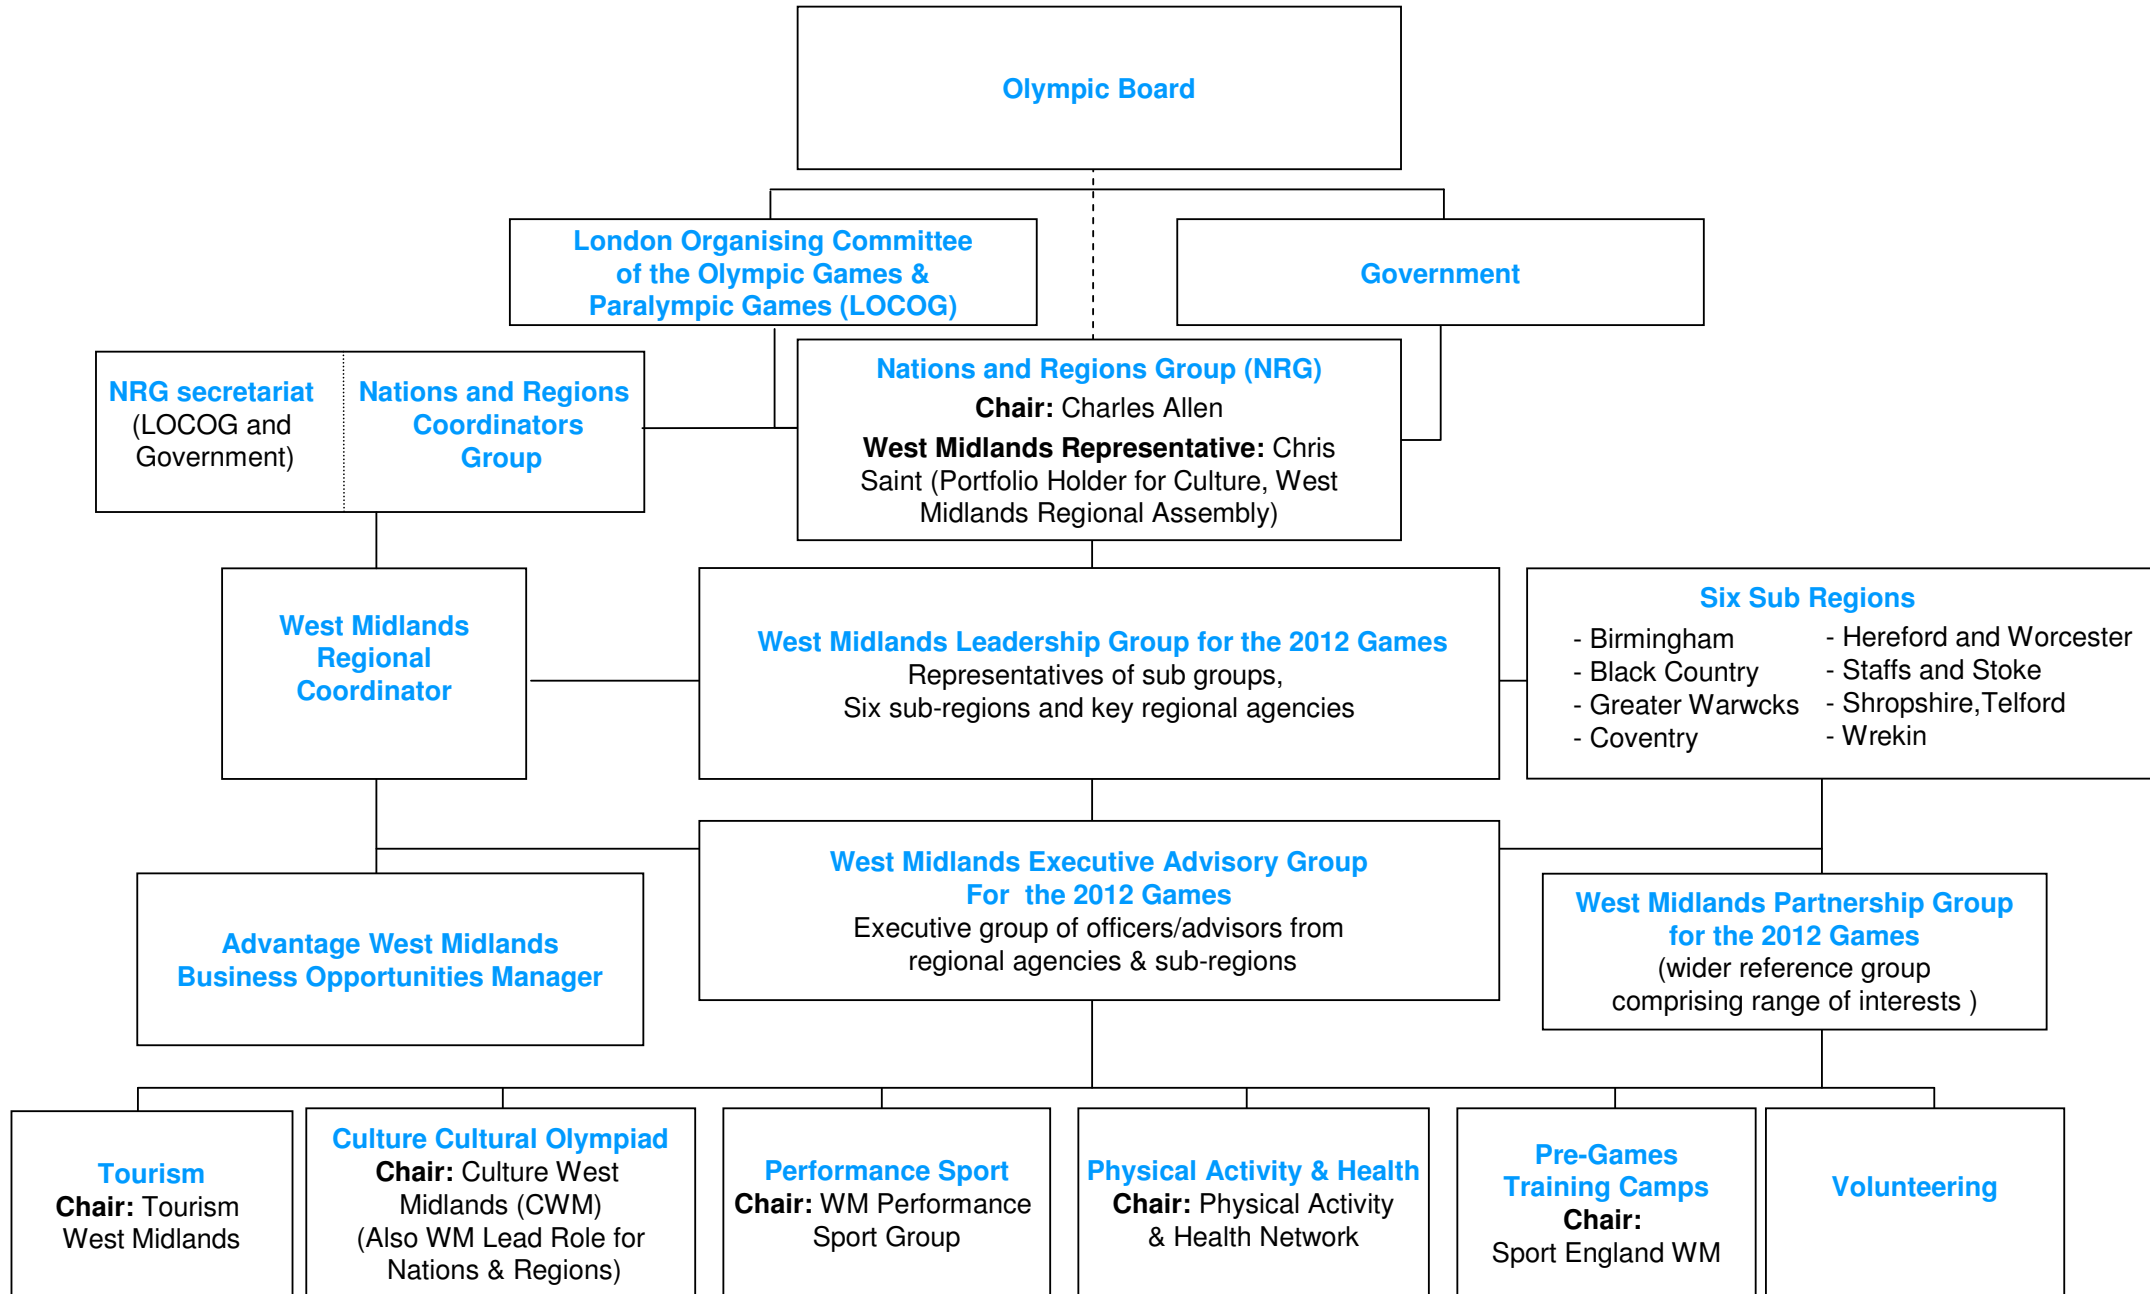 Olympic Board
London Organising Committee
of the Olympic Games &
Paralympic Games (LOCOG)
Government
NRG secretariat
(LOCOG and
Government)
Nations and Regions
Coordinators
Group
Nations and Regions Group (NRG)
Chair: Charles Allen
West Midlands Representative: Chris
Saint (Portfolio Holder for Culture, West
Midlands Regional Assembly)
West Midlands
Regional
Coordinator
West Midlands Leadership Group for the 2012 Games
Representatives of sub groups,
Six sub-regions and key regional agencies
Six Sub Regions
- Birmingham
- Black Country
- Greater Warwcks
- Coventry
- Hereford and Worcester
- Staffs and Stoke
- Shropshire,Telford
- Wrekin
Advantage West Midlands
Business Opportunities Manager
West Midlands Executive Advisory Group
For the 2012 Games
Executive group of officers/advisors from
regional agencies & sub-regions
West Midlands Partnership Group
for the 2012 Games
(wider reference group
comprising range of interests )
Tourism
Chair: Tourism
West Midlands
Culture Cultural Olympiad
Chair: Culture West
Midlands (CWM)
(Also WM Lead Role for
Nations & Regions)
Performance Sport
Chair: WM Performance
Sport Group
Physical Activity & Health
Chair: Physical Activity
& Health Network
Pre-Games
Training Camps
Chair:
Sport England WM
Volunteering